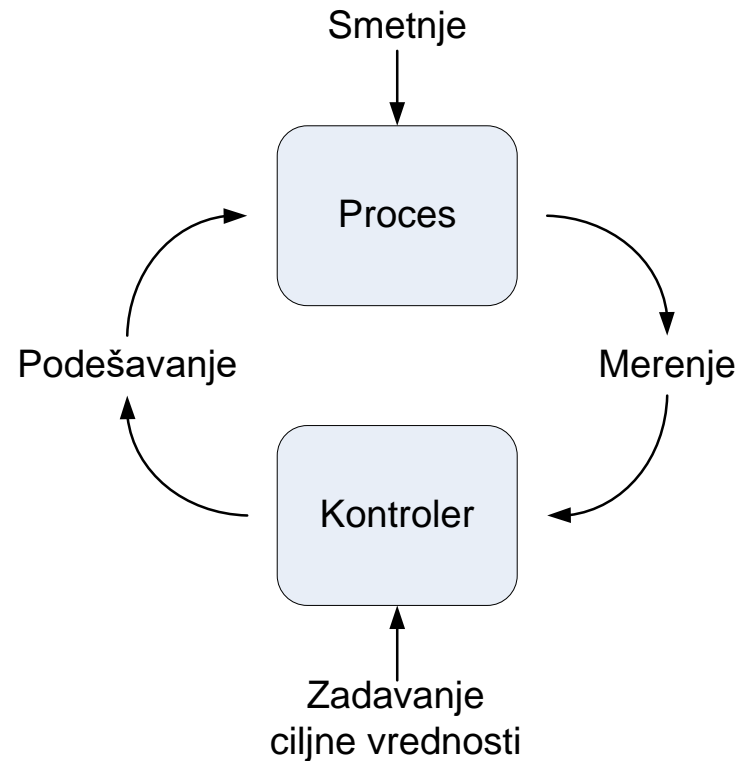 Smetnje
Proces
Podešavanje
Merenje
Kontroler
Zadavanje
ciljne vrednosti